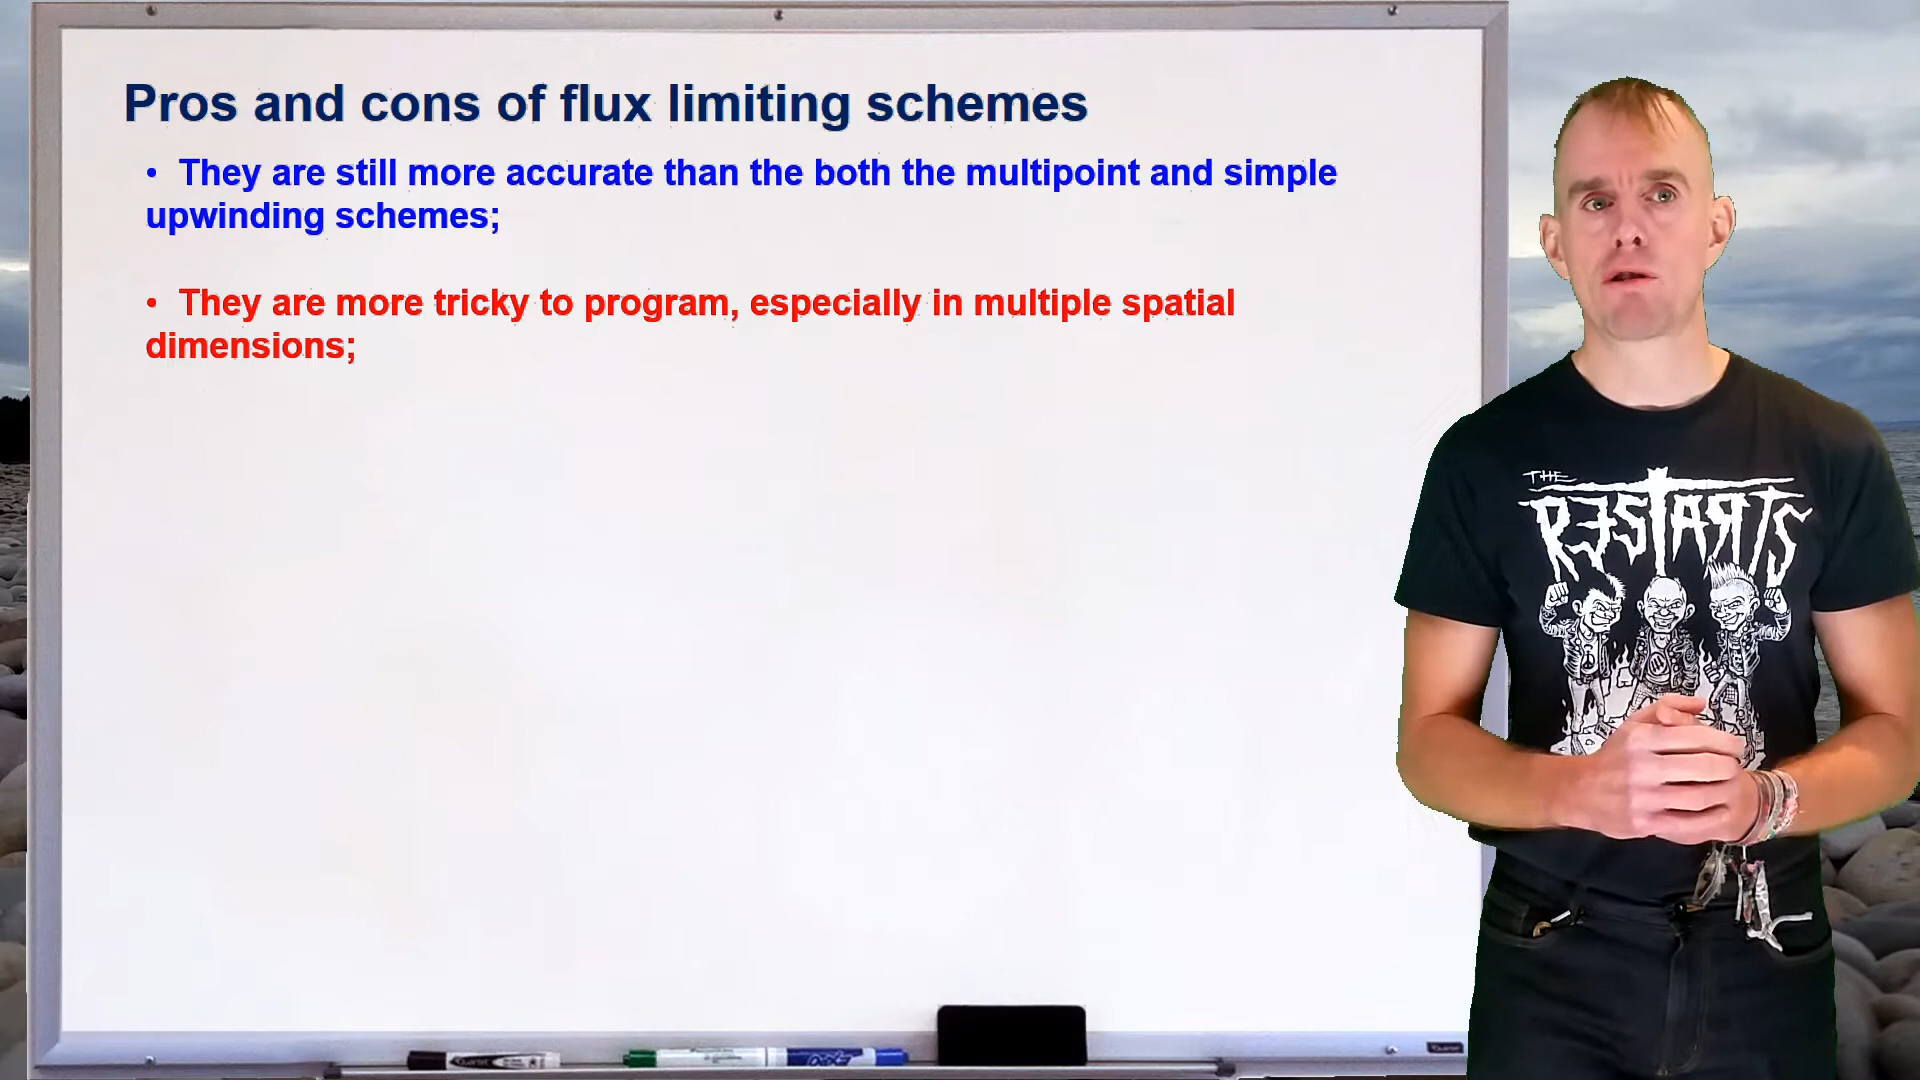 Pros and cons of flux limiting schemes
• They are still more accurate than the both the multipoint and simple
upwinding schemes;
• They are more tricky to program, especially in multiple spatial
dimensions;
THE
RESTARTS